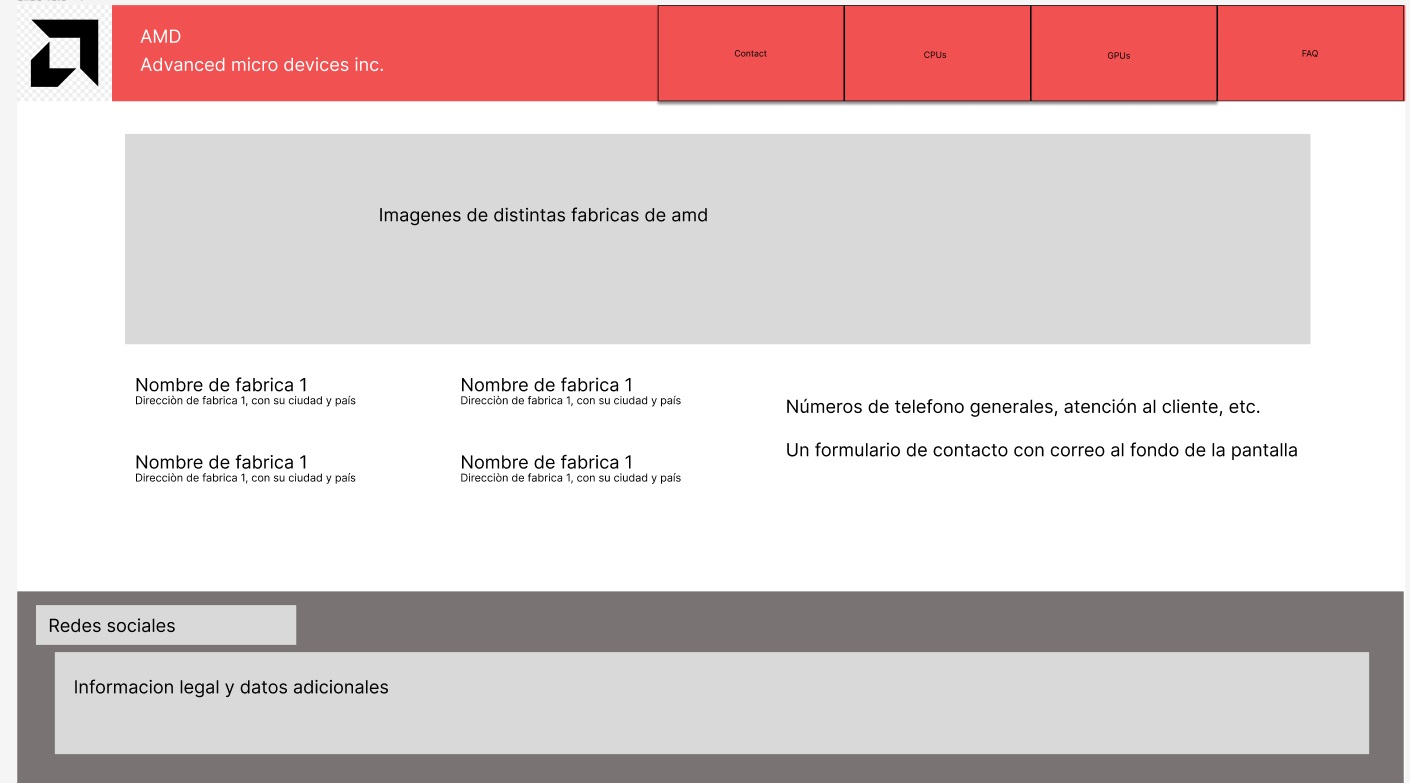 AMD
Advanced micro devices inc.
Contact
CPUs
GPUs
FAQ
Imagenes de distintas fabricas de amd
Nombre de fabrica 1
Direcciòn de fabrica 1, con su ciudad y país
Nombre de fabrica 1
Direcciòn de fabrica 1, con su ciudad y país
Nombre de fabrica 1
Direcciòn de fabrica 1, con su ciudad y país
Nombre de fabrica 1
Direcciòn de fabrica 1, con su ciudad y país
Números de telefono generales, atención al cliente, etc.
Un formulario de contacto con correo al fondo de la pantalla
Redes sociales
Informacion legal y datos adicionales